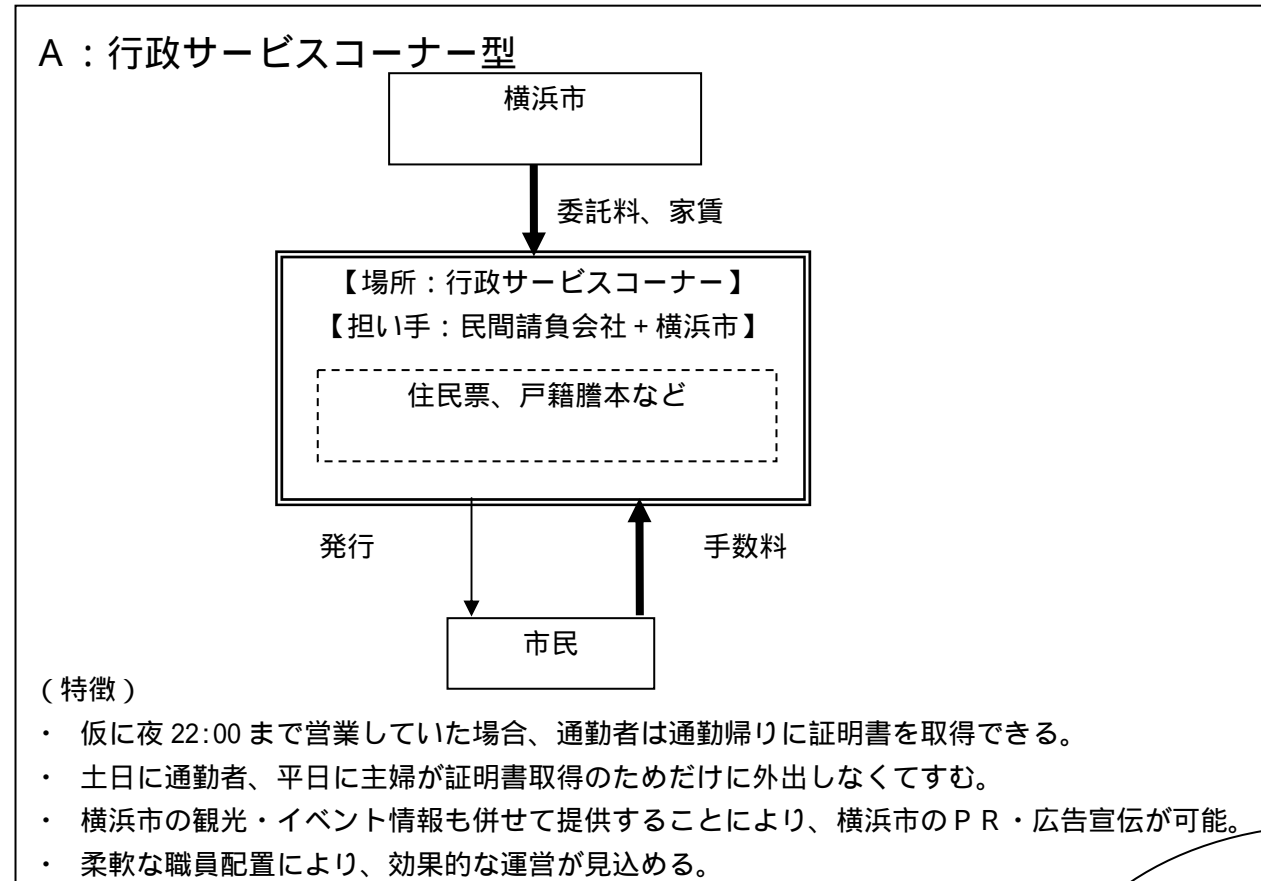 A：行政サービスコーナー型
横浜市
委託料、家賃
【場所：行政サービスコーナー】
【担い手：民間請負会社＋横浜市】
住民票、戸籍謄本など
発行
手数料
市民
（特徴）
・ 仮に夜 22:00 まで営業していた場合、通勤者は通勤帰りに証明書を取得できる。
・ 土日に通勤者、平日に主婦が証明書取得のためだけに外出しなくてすむ。
・ 横浜市の観光・イベント情報も併せて提供することにより、横浜市のＰＲ・広告宣伝が可能。
・ 柔軟な職員配置により、効果的な運営が見込める。